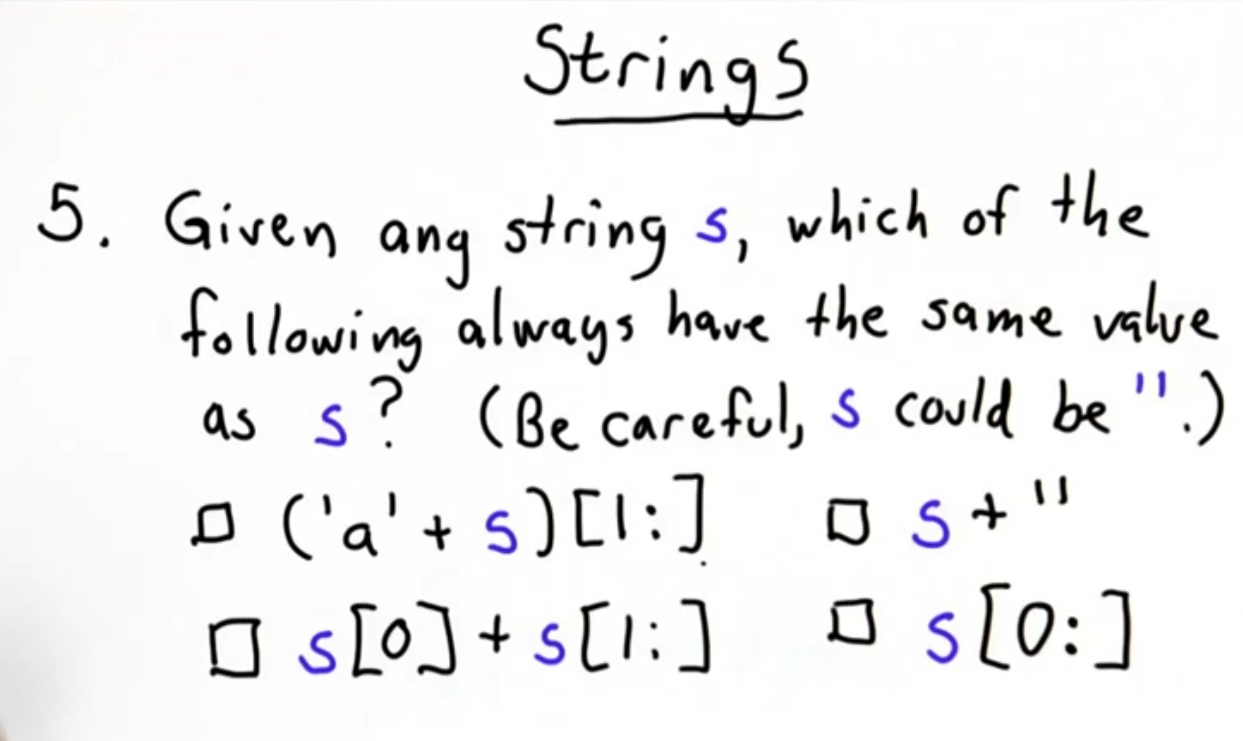 Strings
5. Given any string s, which of the
following always have the same value
as s? (Be careful, s could be ''.)
□ ('a' + s)[1:] □ s + ''
□ s[0] + s[1:] □ s[0:]